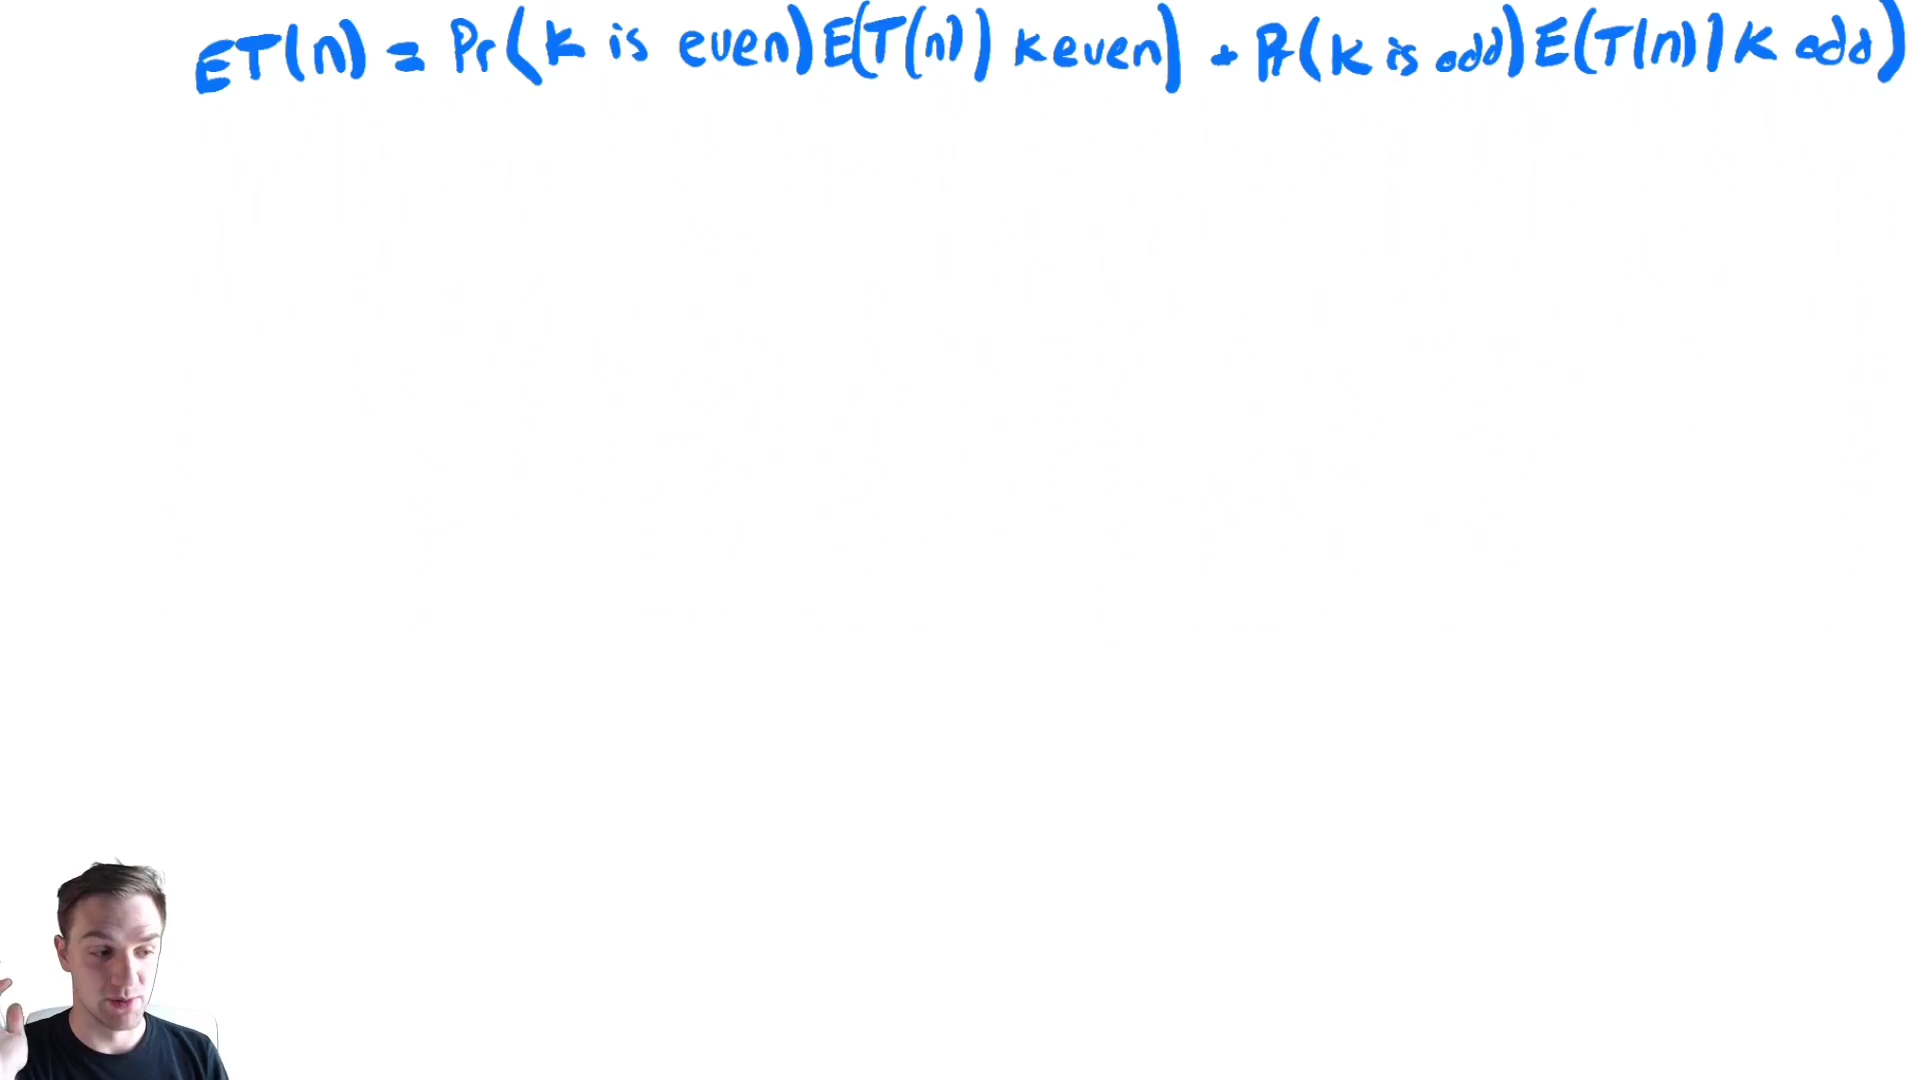 ET(n) = Pr(k is even)E(T(n)) k even) + Pr(k is odd)E(T(n)) k odd)